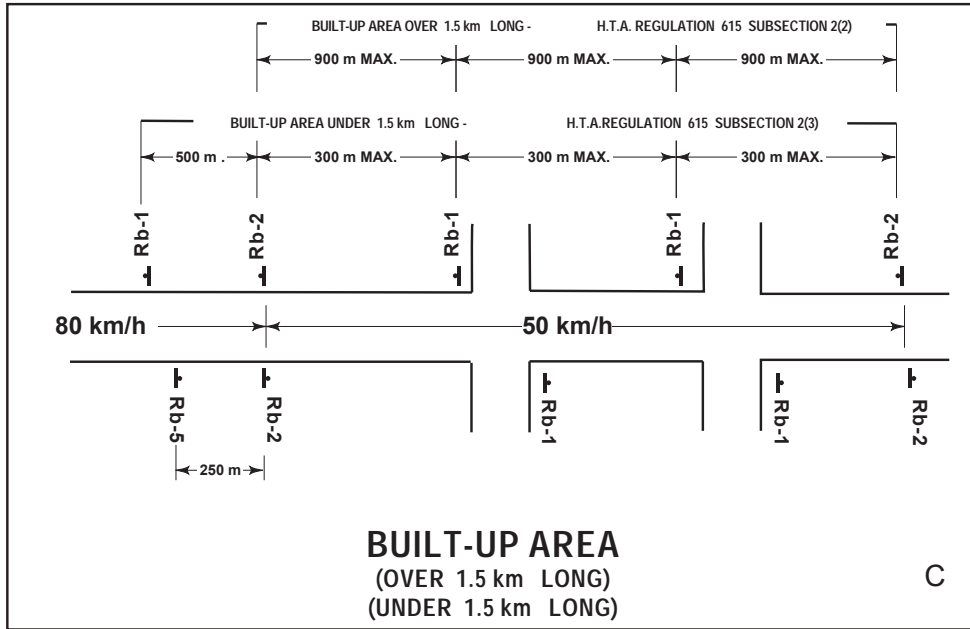 BUILT-UP AREA OVER 1.5 km LONG - H.T.A. REGULATION 615 SUBSECTION 2(2)
900 m MAX. 900 m MAX. 900 m MAX.
BUILT-UP AREA UNDER 1.5 km LONG - H.T.A.REGULATION 615 SUBSECTION 2(3)
500 m . 300 m MAX. 300 m MAX. 300 m MAX.
Rb-1 Rb-2 Rb-1 Rb-1 Rb-2
80 km/h 50 km/h
Rb-5 Rb-2 Rb-1 Rb-1 Rb-2
250 m
BUILT-UP AREA
(OVER 1.5 km LONG)
(UNDER 1.5 km LONG)
C